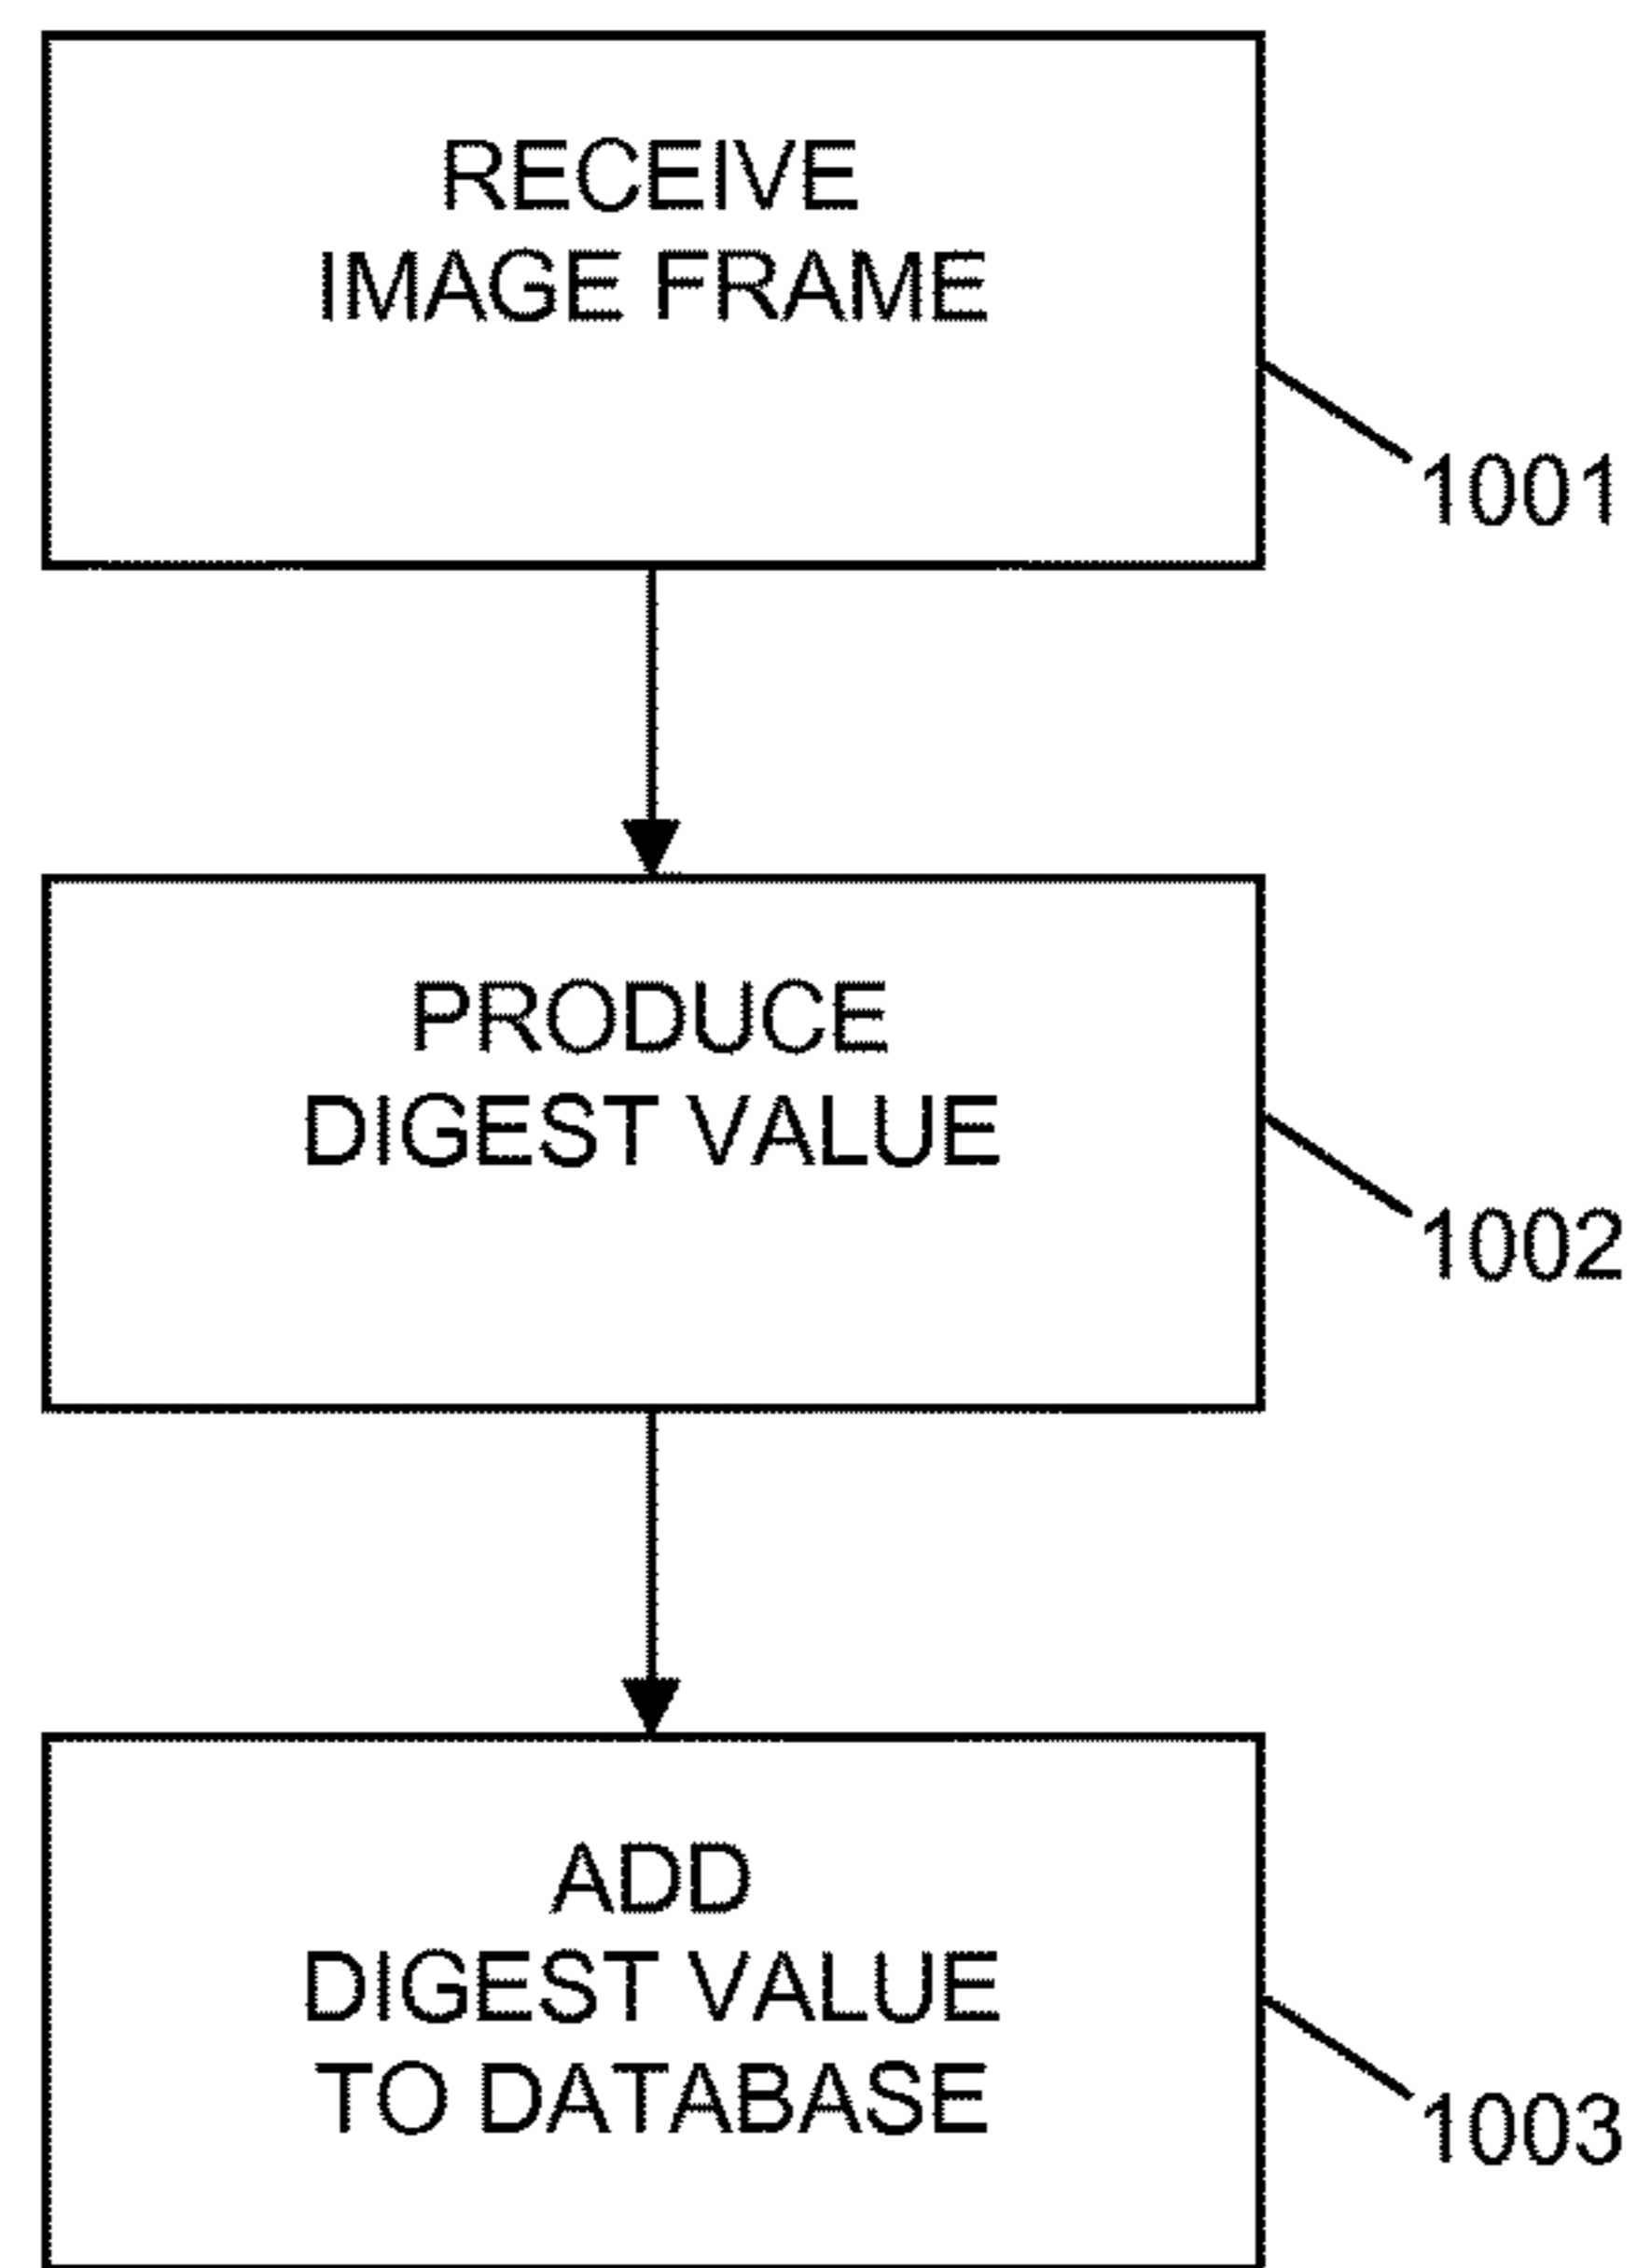 RECEIVE
IMAGE FRAME
1001
PRODUCE
DIGEST VALUE
1002
ADD
DIGEST VALUE
TO DATABASE
1003